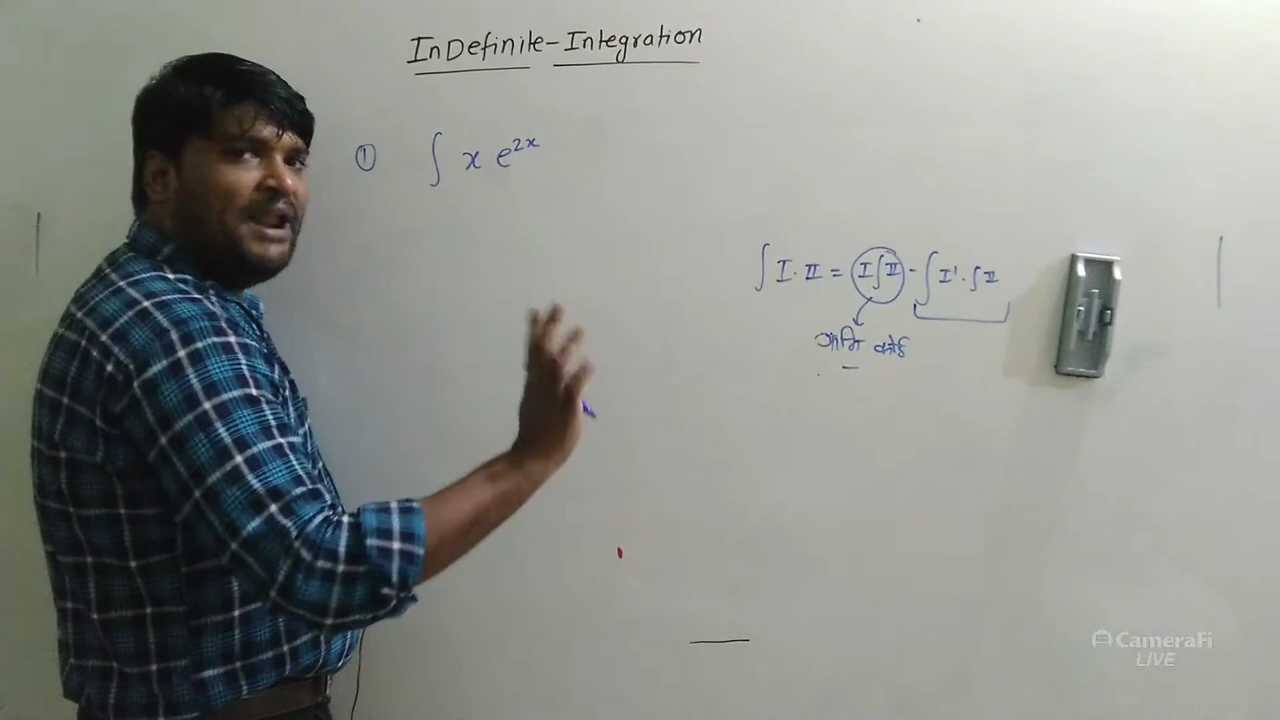 InDefinite-Integration
① ∫ x e^{2x}
∫ I·II = I∫II - ∫ I'·∫II
कोई
CameraFi
LIVE